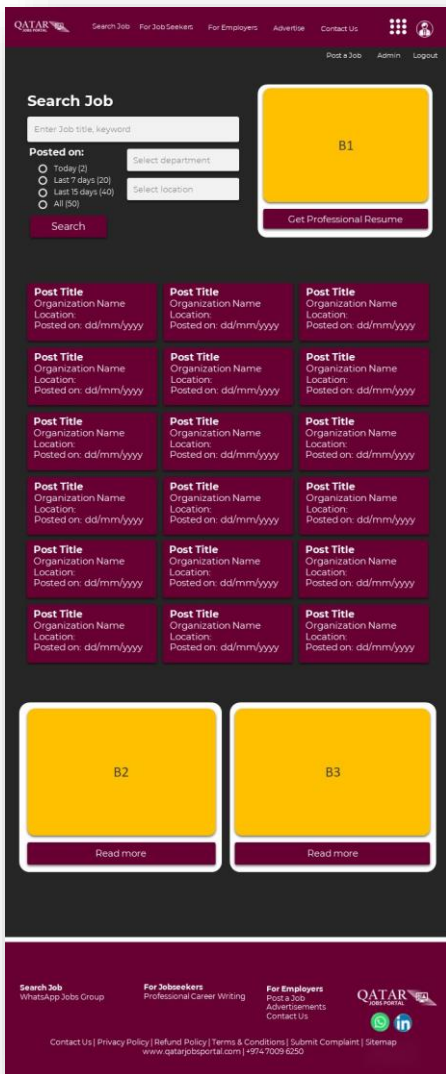 QATAR
JOBS PORTAL
Search Job For Job Seekers For Employers Advertise Contact Us
Post a Job Admin Logout
Search Job
Enter Job title, keyword
Posted on:
Today (2)
Last 7 days (20)
Last 15 days (40)
All (50)
Select department
Select location
Search
B1
Get Professional Resume
Post Title
Organization Name
Location:
Posted on: dd/mm/yyyy
Post Title
Organization Name
Location:
Posted on: dd/mm/yyyy
Post Title
Organization Name
Location:
Posted on: dd/mm/yyyy
Post Title
Organization Name
Location:
Posted on: dd/mm/yyyy
Post Title
Organization Name
Location:
Posted on: dd/mm/yyyy
Post Title
Organization Name
Location:
Posted on: dd/mm/yyyy
Post Title
Organization Name
Location:
Posted on: dd/mm/yyyy
Post Title
Organization Name
Location:
Posted on: dd/mm/yyyy
Post Title
Organization Name
Location:
Posted on: dd/mm/yyyy
Post Title
Organization Name
Location:
Posted on: dd/mm/yyyy
Post Title
Organization Name
Location:
Posted on: dd/mm/yyyy
Post Title
Organization Name
Location:
Posted on: dd/mm/yyyy
Post Title
Organization Name
Location:
Posted on: dd/mm/yyyy
Post Title
Organization Name
Location:
Posted on: dd/mm/yyyy
Post Title
Organization Name
Location:
Posted on: dd/mm/yyyy
Post Title
Organization Name
Location:
Posted on: dd/mm/yyyy
Post Title
Organization Name
Location:
Posted on: dd/mm/yyyy
Post Title
Organization Name
Location:
Posted on: dd/mm/yyyy
B2
Read more
B3
Read more
Search Job
WhatsApp Jobs Group
For Jobseekers
Professional Career Writing
For Employers
Post a Job
Advertisements
Contact Us
QATAR
JOBS PORTAL
in
Contact Us | Privacy Policy | Refund Policy | Terms & Conditions | Submit Complaint | Sitemap
www.qatarjobsportal.com | +974 7009 6250